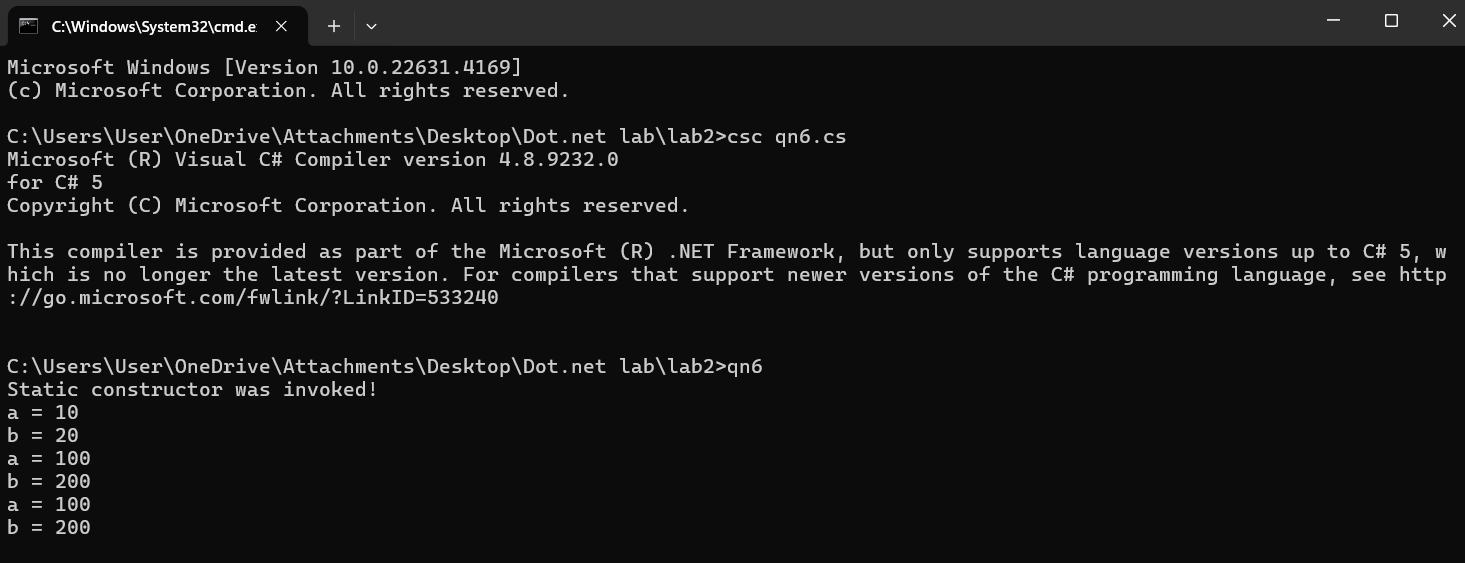 C:\Windows\System32\cmd.e
Microsoft Windows [Version 10.0.22631.4169]
(c) Microsoft Corporation. All rights reserved.
C:\Users\User\OneDrive\Attachments\Desktop\Dot.net lab\lab2>csc qn6.cs
Microsoft (R) Visual C# Compiler version 4.8.9232.0
for C# 5
Copyright (C) Microsoft Corporation. All rights reserved.
This compiler is provided as part of the Microsoft (R) .NET Framework, but only supports language versions up to C# 5, w
hich is no longer the latest version. For compilers that support newer versions of the C# programming language, see http
://go.microsoft.com/fwlink/?LinkID=533240
C:\Users\User\OneDrive\Attachments\Desktop\Dot.net lab\lab2>qn6
Static constructor was invoked!
a = 10
b = 20
a = 100
b = 200
a = 100
b = 200